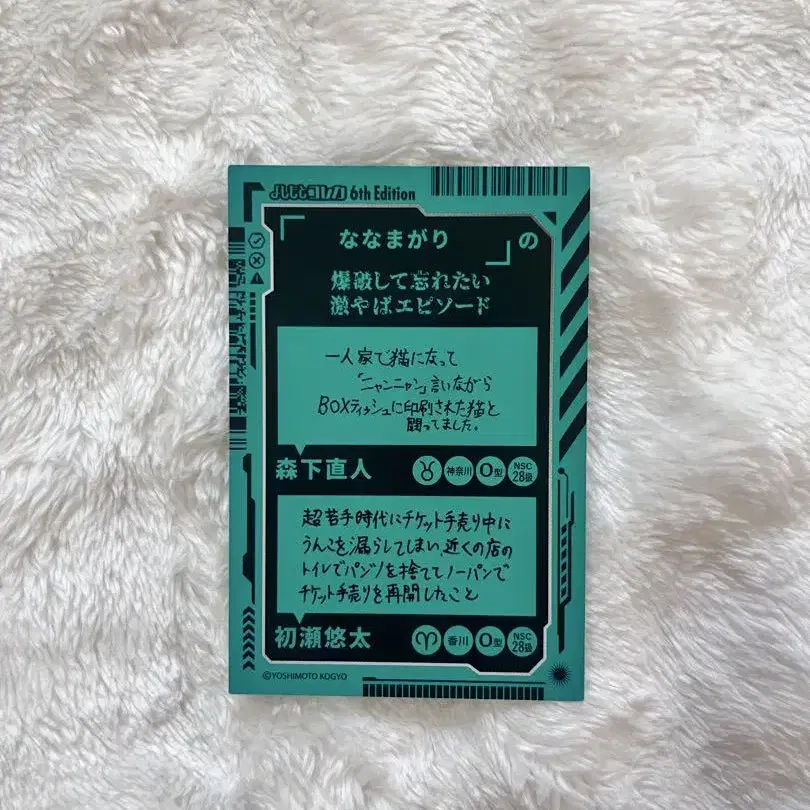 よしもとコレカ 6th Edition
ななまがり の
爆破して忘れたい
激やばエピソード
一人家で猫になって
「ニャンニャン」言いながら
BOXティッシュに印刷された猫と
闘ってました。
森下直人 神奈川 O型 NSC 28級
超若手時代にチケット手売り中に
うんこを漏らしてしまい、近くの店の
トイレでパンツを捨ててノーパンで
チケット手売りを再開したこと
初瀬悠太 香川 O型 NSC 28級
©YOSHIMOTO KOGYO